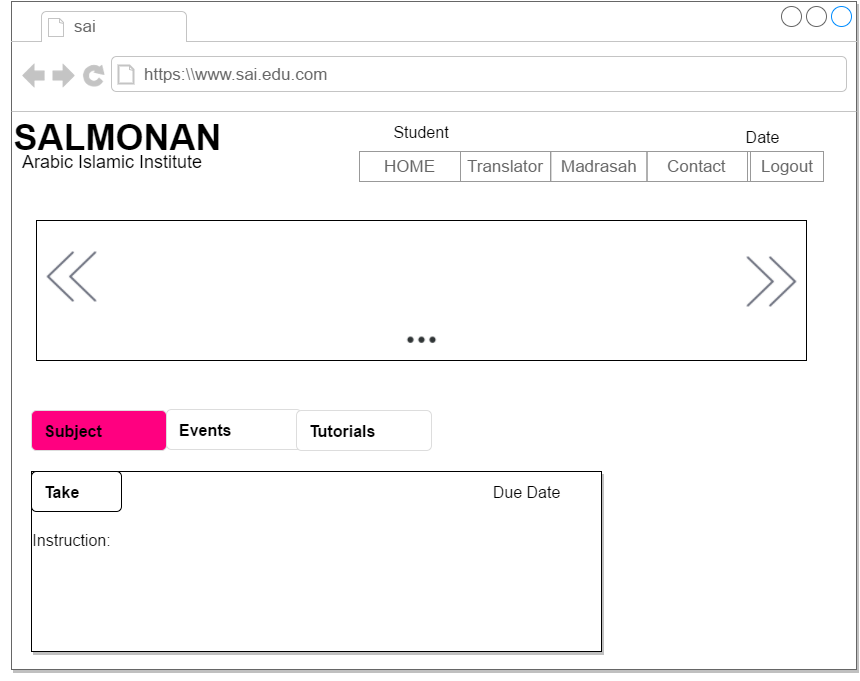 sai
https:\\www.sai.edu.com
SALMONAN
Arabic Islamic Institute
Student
Date
HOME Translator Madrasah Contact Logout
Subject Events Tutorials
Take Due Date
Instruction: